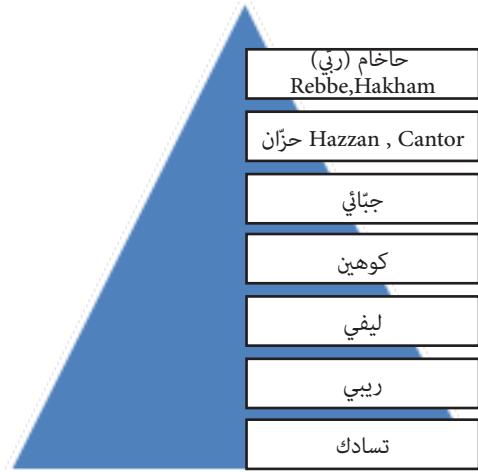 حاخام (ربّي)
Rebbe,Hakham
حزّان Hazzan , Cantor
جبّائي
كوهين
ليفي
ريبي
تسادك